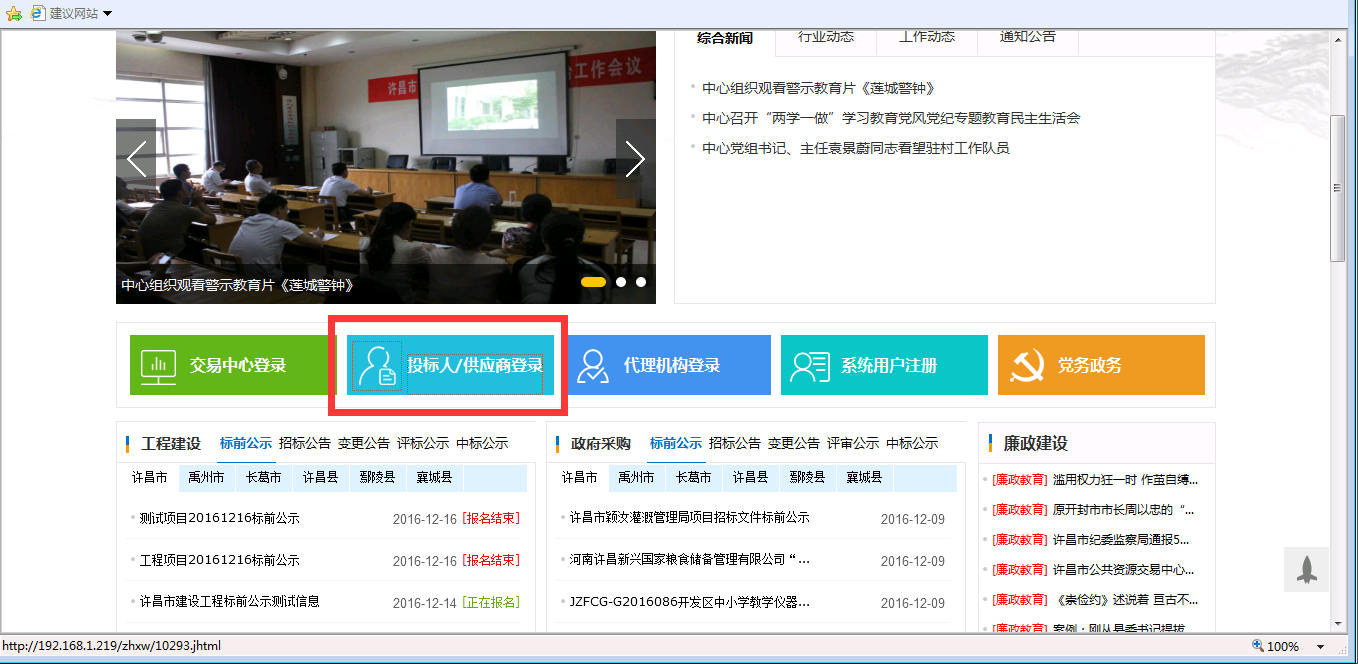 建议网站
综合新闻 行业动态 工作动态 通知公告
许昌市
台工作会议
中心组织观看警示教育片《莲城警钟》
中心组织观看警示教育片《莲城警钟》
中心召开“两学一做”学习教育党风党纪专题教育民主生活会
中心党组书记、主任袁景蔚同志看望驻村工作队员
交易中心登录
投标人/供应商登录
代理机构登录
系统用户注册
党务政务
工程建设 标前公示 招标公告 变更公告 评标公示 中标公示
许昌市 禹州市 长葛市 许昌县 鄢陵县 襄城县
测试项目20161216标前公示 2016-12-16 [报名结束]
工程项目20161216标前公示 2016-12-16 [报名结束]
许昌市建设工程标前公示测试信息 2016-12-14 [正在报名]
政府采购 标前公示 招标公告 变更公告 评审公示 中标公示
许昌市 禹州市 长葛市 许昌县 鄢陵县 襄城县
许昌市颍汝灌溉管理局项目招标文件标前公示 2016-12-09
河南许昌新兴国家粮食储备管理有限公司“... 2016-12-09
JZFCG-G2016086开发区中小学教学仪器... 2016-12-09
廉政建设
[廉政教育] 滥用权力狂一时 作茧自缚...
[廉政教育] 原开封市市长周以忠的“...
[廉政教育] 许昌市纪委监察局通报5...
[廉政教育] 许昌市公共资源交易中心...
[廉政教育] 《崇俭约》述说着 亘古不...
[廉政教育] 案例·刚从县委书记提拔
http://192.168.1.219/zhxw/10293.jhtml
100%